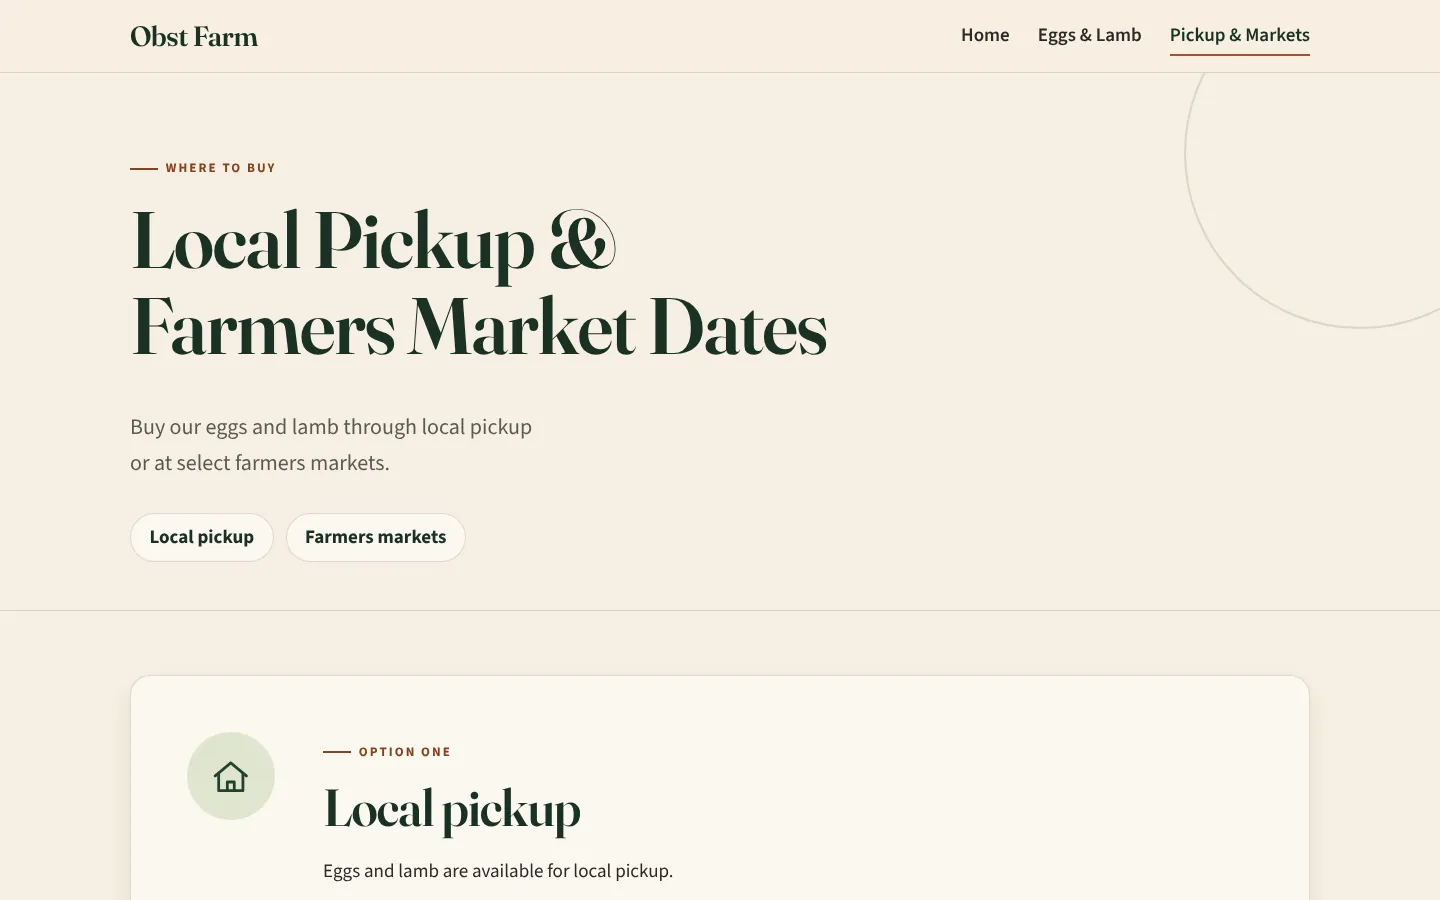 Obst Farm
Home
Eggs & Lamb
Pickup & Markets
WHERE TO BUY
Local Pickup &
Farmers Market Dates
Buy our eggs and lamb through local pickup
or at select farmers markets.
Local pickup
Farmers markets
OPTION ONE
Local pickup
Eggs and lamb are available for local pickup.